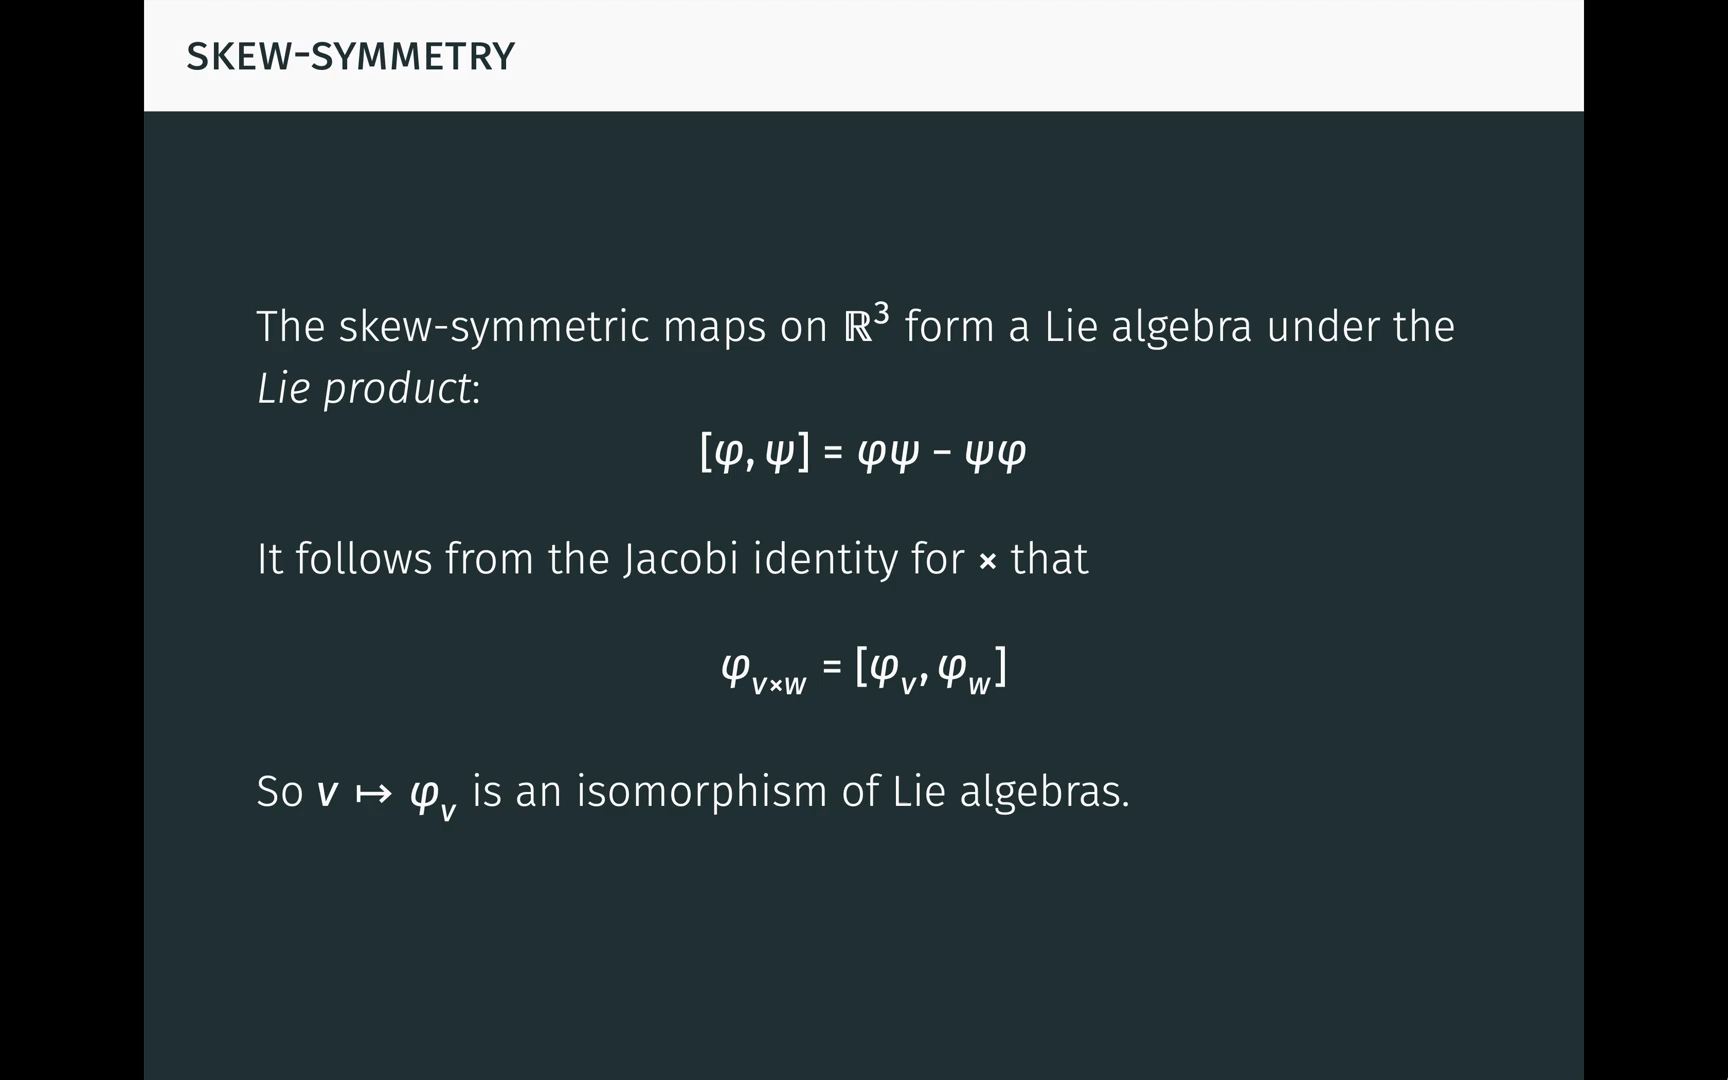 SKEW-SYMMETRY
The skew-symmetric maps on ℝ³ form a Lie algebra under the
Lie product:
[φ, ψ] = φψ − ψφ
It follows from the Jacobi identity for × that
φ_{v×w} = [φ_v, φ_w]
So v ↦ φ_v is an isomorphism of Lie algebras.